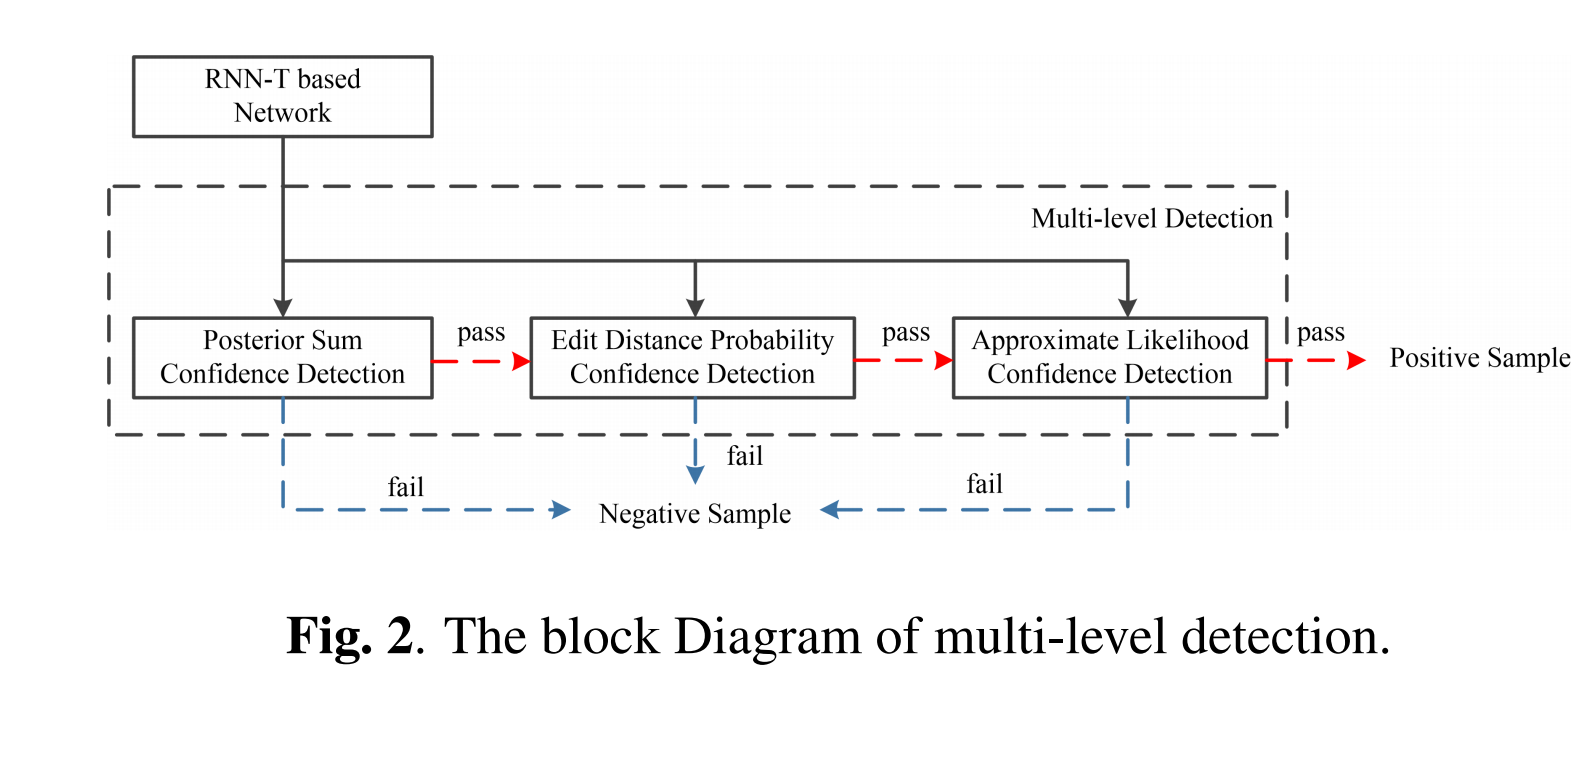 RNN-T based
Network
Multi-level Detection
Posterior Sum
Confidence Detection
pass
Edit Distance Probability
Confidence Detection
pass
Approximate Likelihood
Confidence Detection
pass
Positive Sample
fail
fail
fail
Negative Sample
Fig. 2. The block Diagram of multi-level detection.